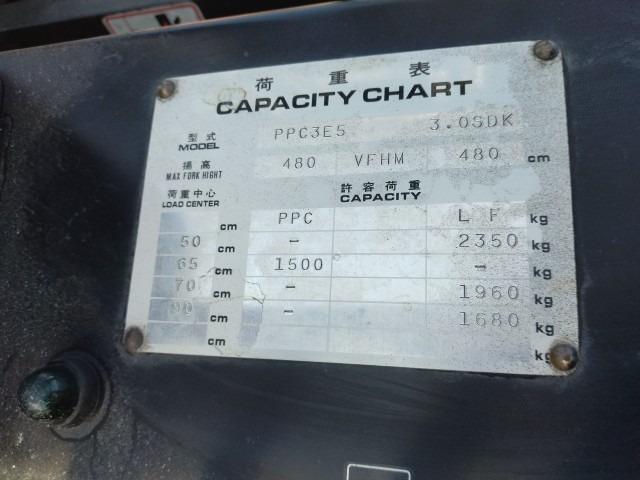 荷重表
CAPACITY CHART
型式 PPC3E5 3.0SDK
MODEL
揚高 480 VFHM 480 cm
MAX FORK HIGHT
荷重中心 許容荷重
LOAD CENTER CAPACITY
cm PPC LF kg
50 cm - 2350 kg
65 cm 1500 - kg
70 cm - 1960 kg
cm - 1680 kg
cm kg